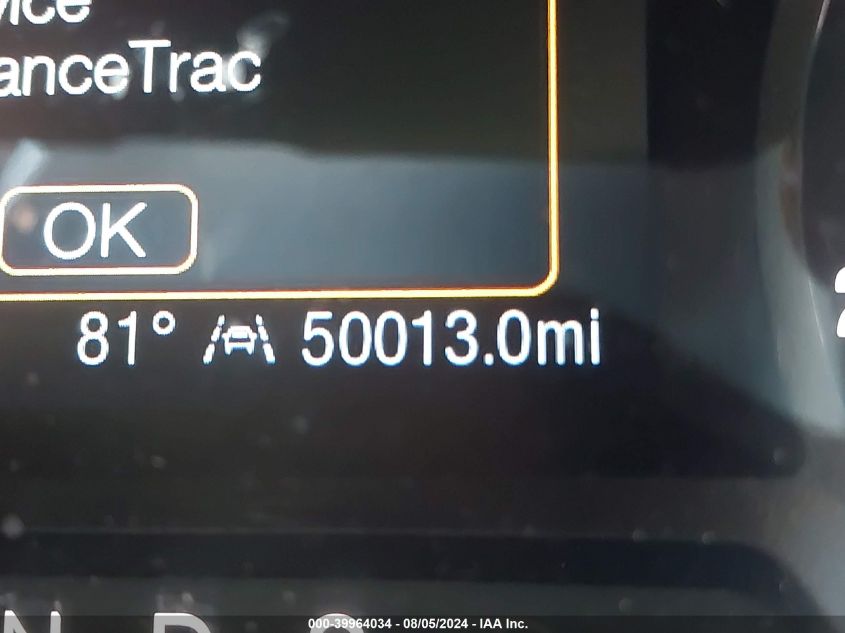 anceTrac
OK
81° 50013.0mi
N D S
000-39964034 - 08/05/2024 - IAA Inc.